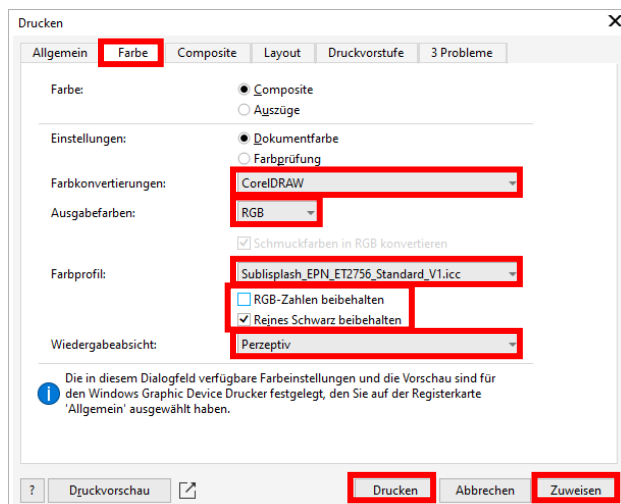 Drucken
Allgemein Farbe Composite Layout Druckvorstufe 3 Probleme
Farbe: Composite
Auszüge
Einstellungen: Dokumentfarbe
Farbprüfung
Farbkonvertierungen: CorelDRAW
Ausgabefarben: RGB
Schmuckfarben in RGB konvertieren
Farbprofil: Sublisplash_EPN_ET2756_Standard_V1.icc
RGB-Zahlen beibehalten
Reines Schwarz beibehalten
Wiedergabeabsicht: Perzeptiv
Die in diesem Dialogfeld verfügbare Farbeinstellungen und die Vorschau sind für
den Windows Graphic Device Drucker festgelegt, den Sie auf der Registerkarte
'Allgemein' ausgewählt haben.
? Druckvorschau Drucken Abbrechen Zuweisen